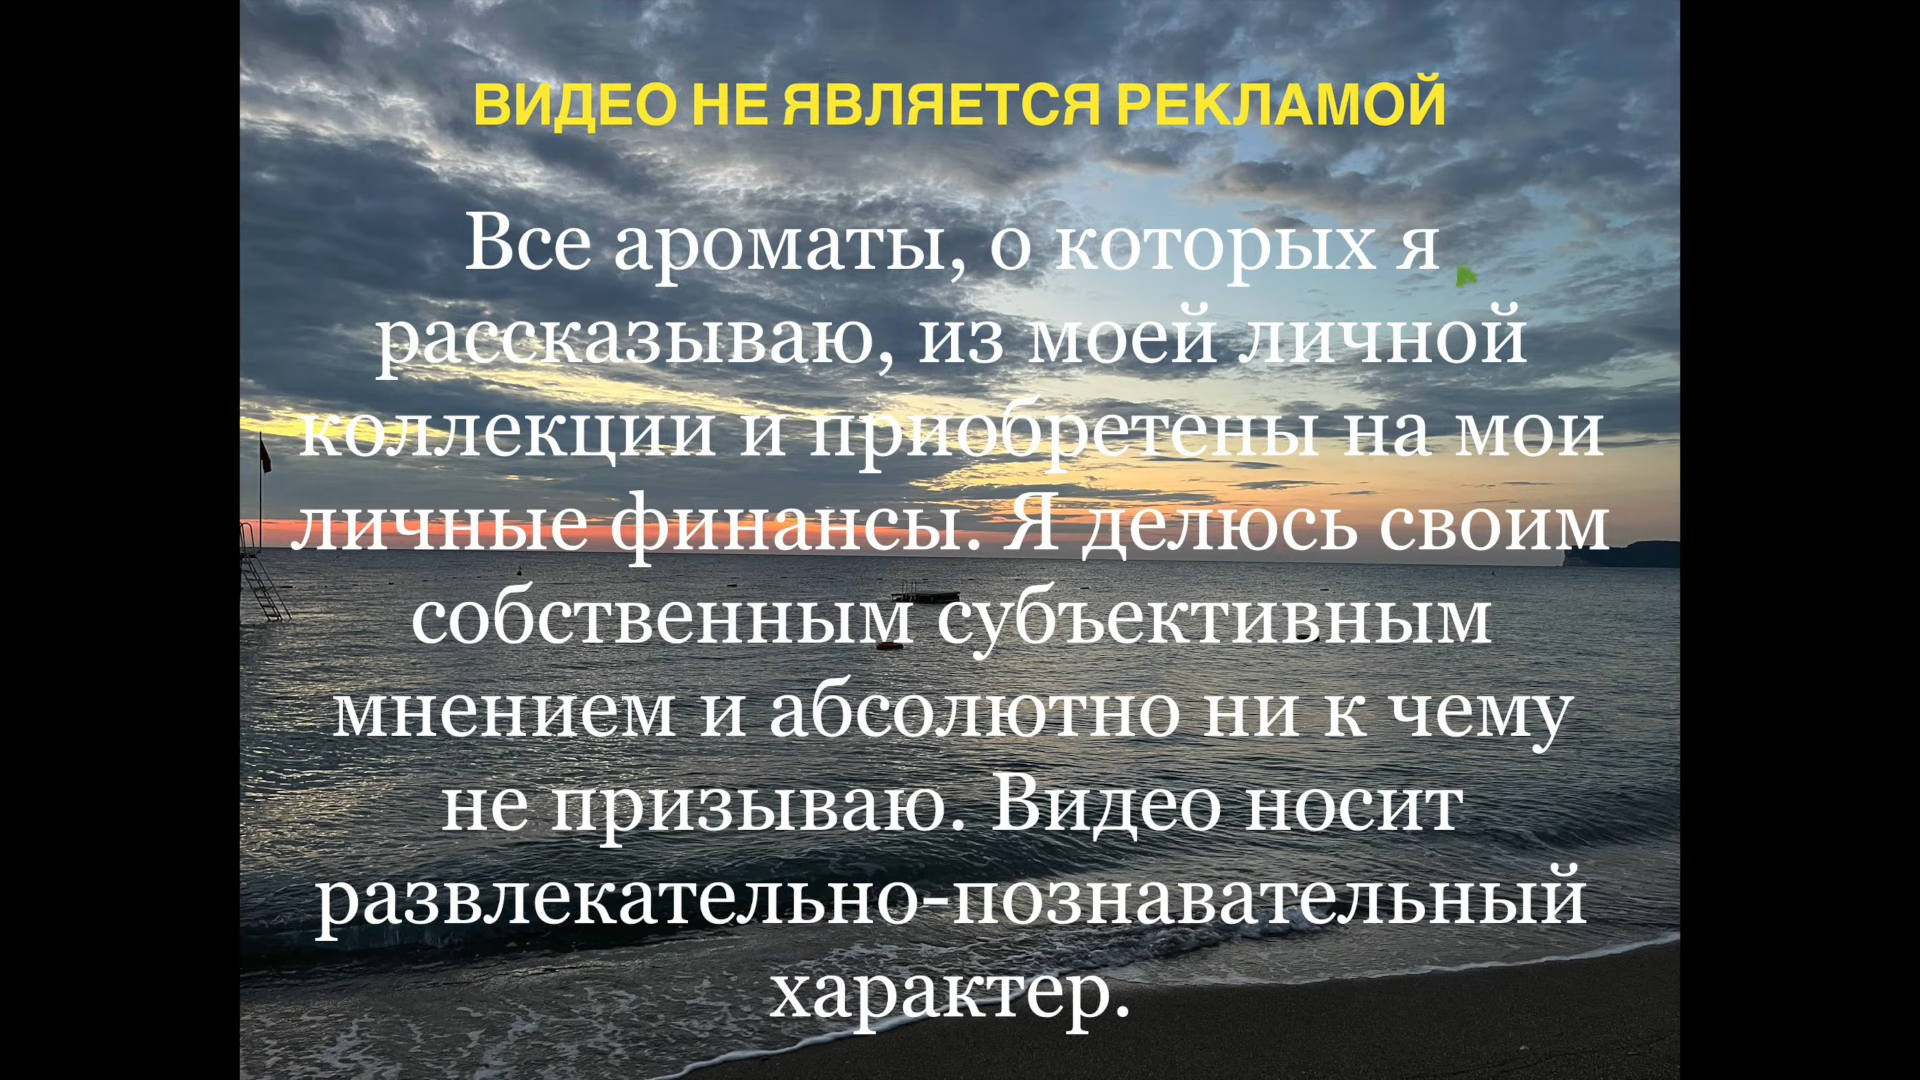 ВИДЕО НЕ ЯВЛЯЕТСЯ РЕКЛАМОЙ
Все ароматы, о которых я
рассказываю, из моей личной
коллекции и приобретены на мои
личные финансы. Я делюсь своим
собственным субъективным
мнением и абсолютно ни к чему
не призываю. Видео носит
развлекательно-познавательный
характер.